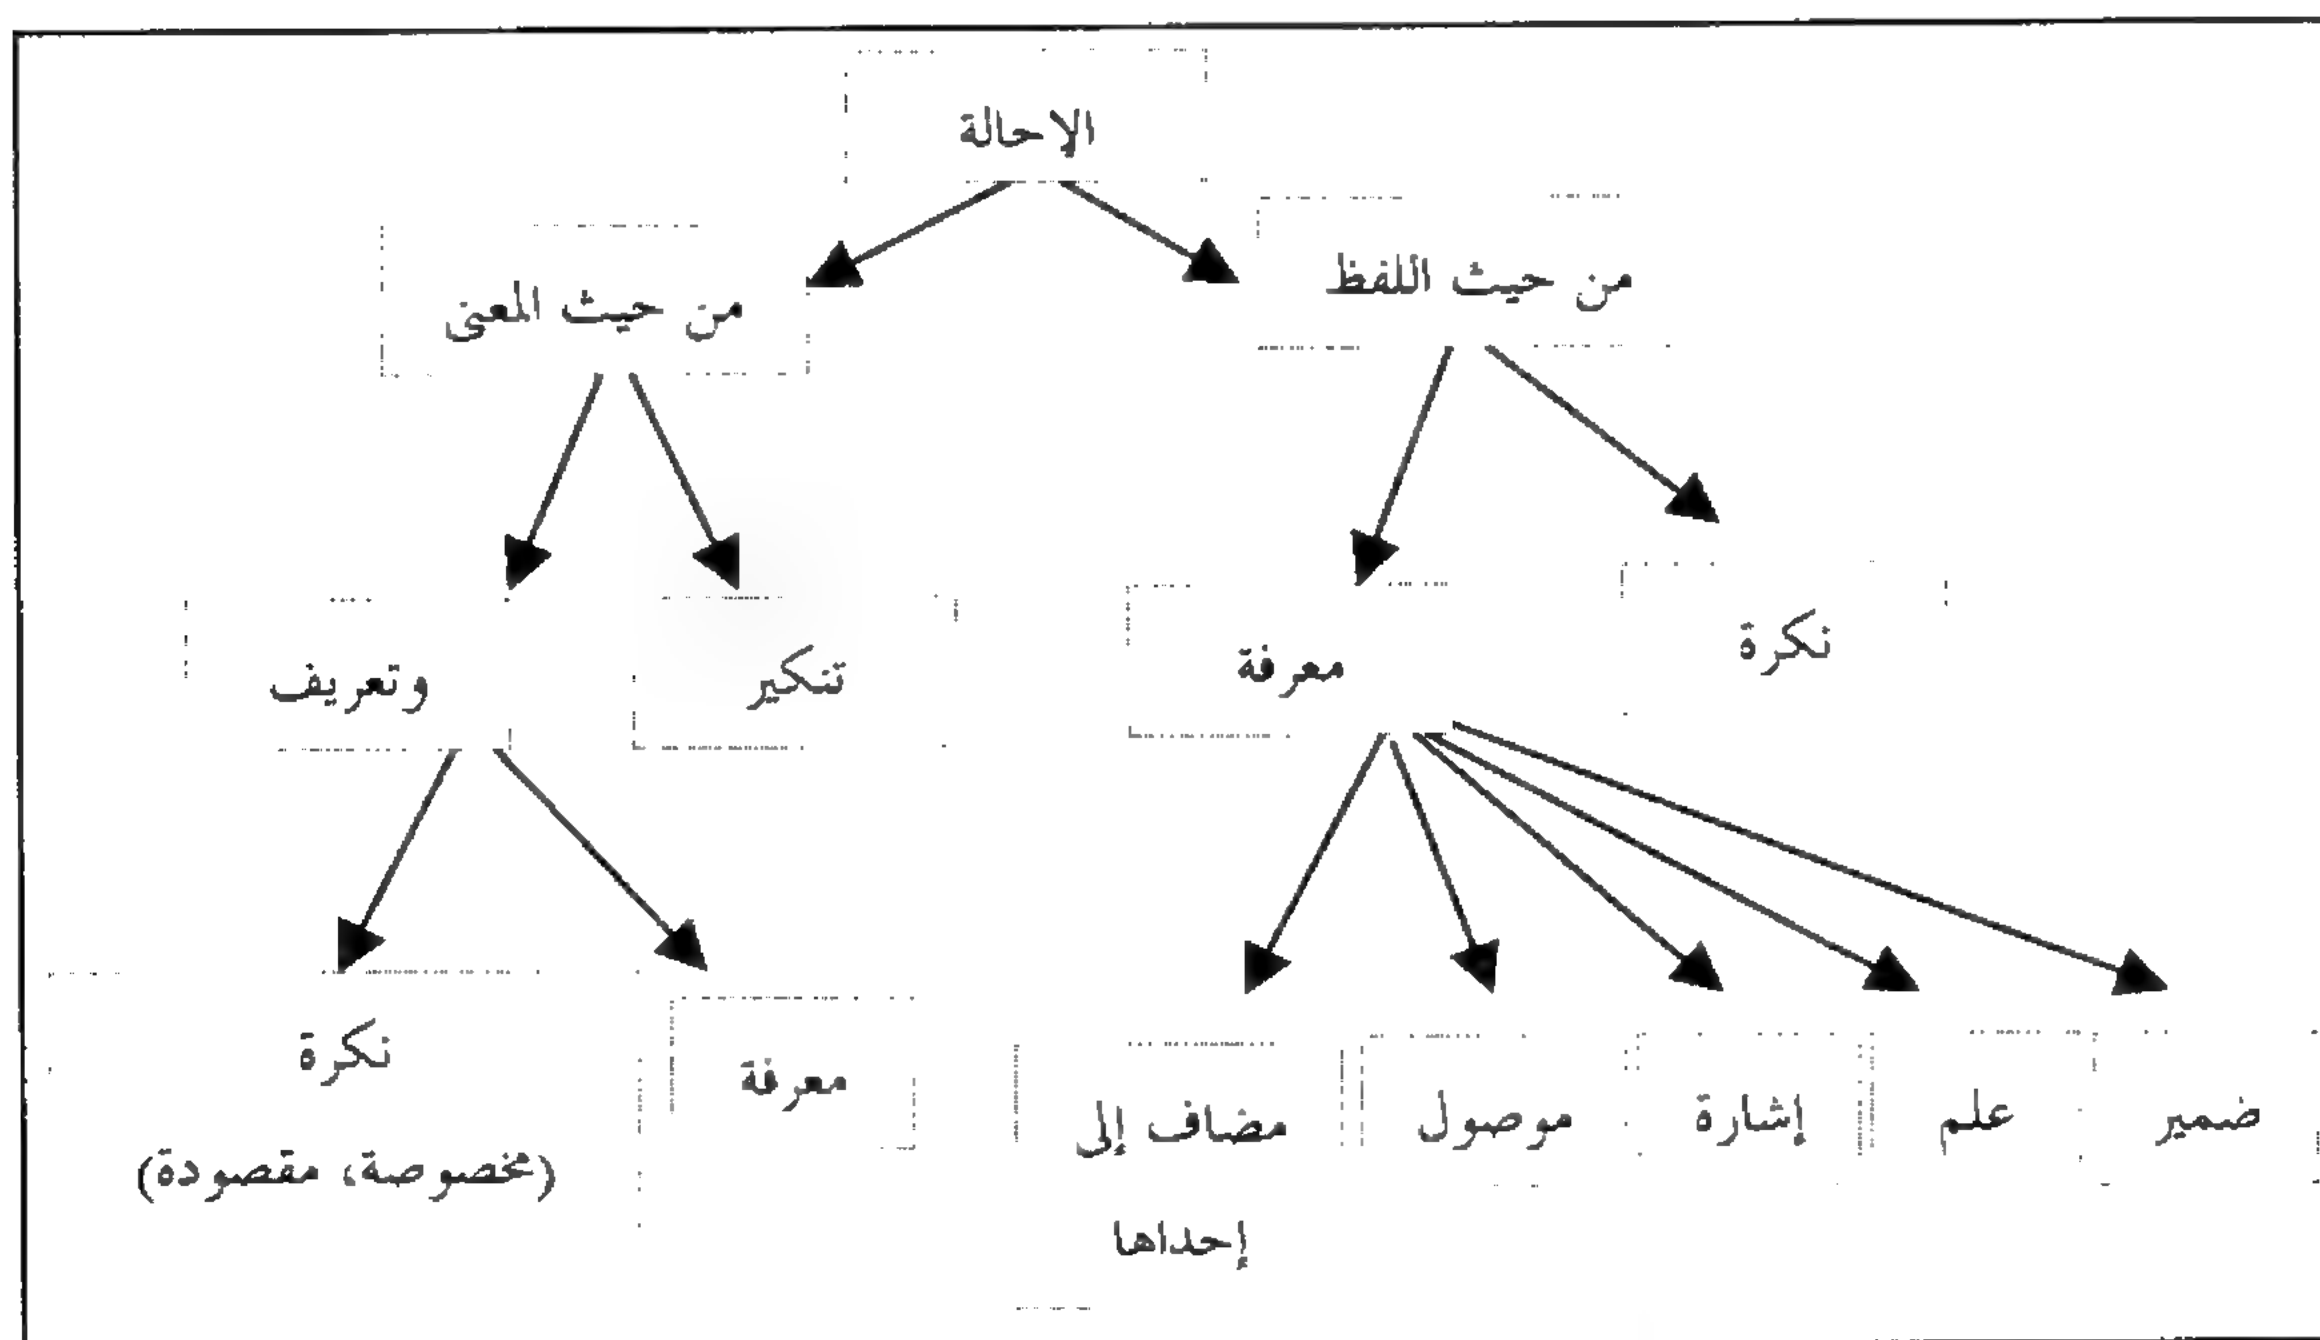 الإحالة
من حيث اللفظ
من حيث المعنى
نكرة
معرفة
تنكير
وتعريف
ضمير
علم
إشارة
موصول
مضاف إلى
إحداها
معرفة
نكرة
(مخصوصة، مقصودة)